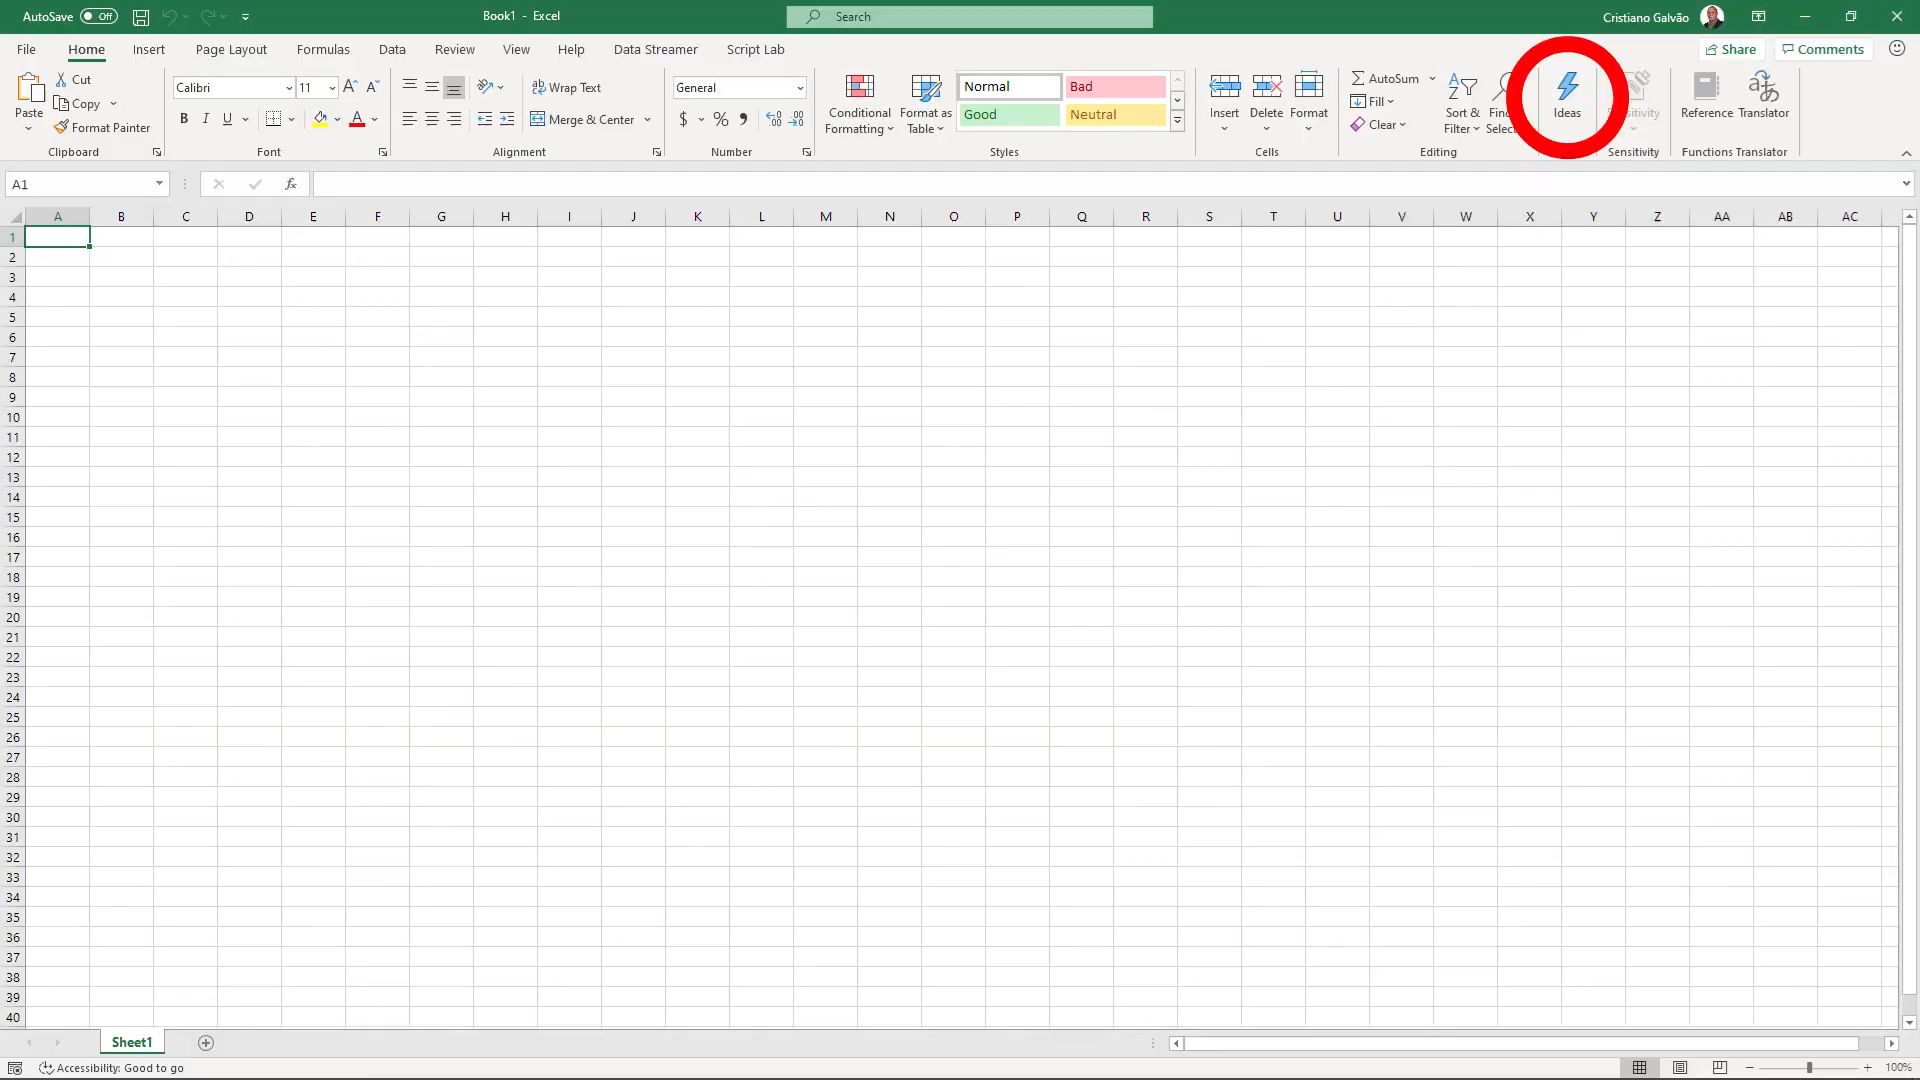 AutoSave Off
Book1 - Excel
Search
Cristiano Galvão
File Home Insert Page Layout Formulas Data Review View Help Data Streamer Script Lab
Share Comments
Paste
Cut
Copy
Format Painter
Clipboard
Calibri 11
B I U
Font
Wrap Text
Merge & Center
Alignment
General
$ %
Number
Conditional Formatting
Format as Table
Normal Bad
Good Neutral
Styles
Insert Delete Format
Cells
AutoSum
Fill
Clear
Sort & Filter
Editing
Ideas
Sensitivity
Reference
Translator
Functions Translator
A1
fx
A B C D E F G H I J K L M N O P Q R S T U V W X Y Z AA AB AC
1
2
3
4
5
6
7
8
9
10
11
12
13
14
15
16
17
18
19
20
21
22
23
24
25
26
27
28
29
30
31
32
33
34
35
36
37
38
39
40
Sheet1
Accessibility: Good to go
100%